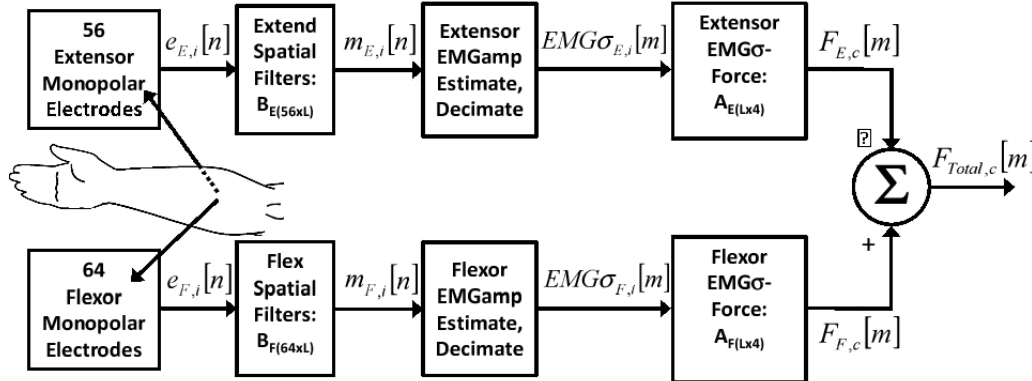 56
Extensor
Monopolar
Electrodes
e_{E,i}[n]
Extend
Spatial
Filters:
B_{E(56xL)}
m_{E,i}[n]
Extensor
EMGamp
Estimate,
Decimate
EMGσ_{E,i}[m]
Extensor
EMGσ-
Force:
A_{E(Lx4)}
F_{E,c}[m]
Σ
F_{Total,c}[m]
+
64
Flexor
Monopolar
Electrodes
e_{F,i}[n]
Flex
Spatial
Filters:
B_{F(64xL)}
m_{F,i}[n]
Flexor
EMGamp
Estimate,
Decimate
EMGσ_{F,i}[m]
Flexor
EMGσ-
Force:
A_{F(Lx4)}
F_{F,c}[m]